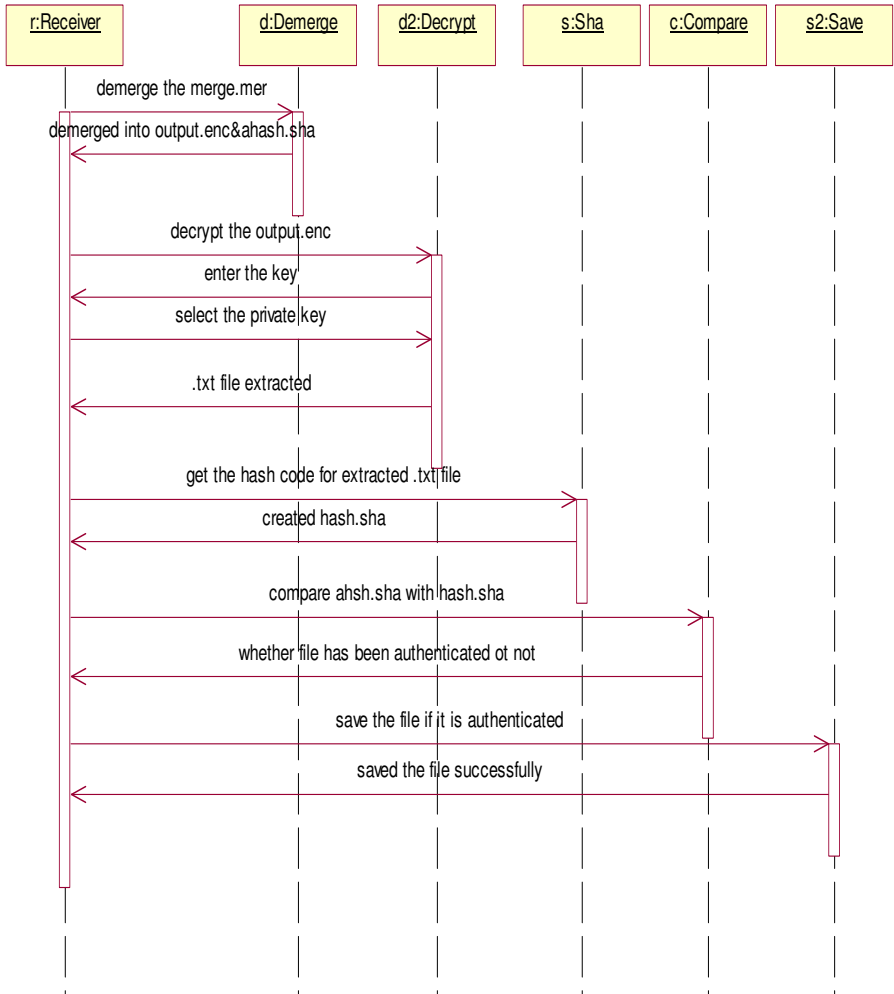 r:Receiver
d:Demerge
d2:Decrypt
s:Sha
c:Compare
s2:Save
demerge the merge.mer
demerged into output.enc&ahash.sha
decrypt the output.enc
enter the key
select the private key
.txt file extracted
get the hash code for extracted .txt file
created hash.sha
compare ahsh.sha with hash.sha
whether file has been authenticated ot not
save the file if it is authenticated
saved the file successfully